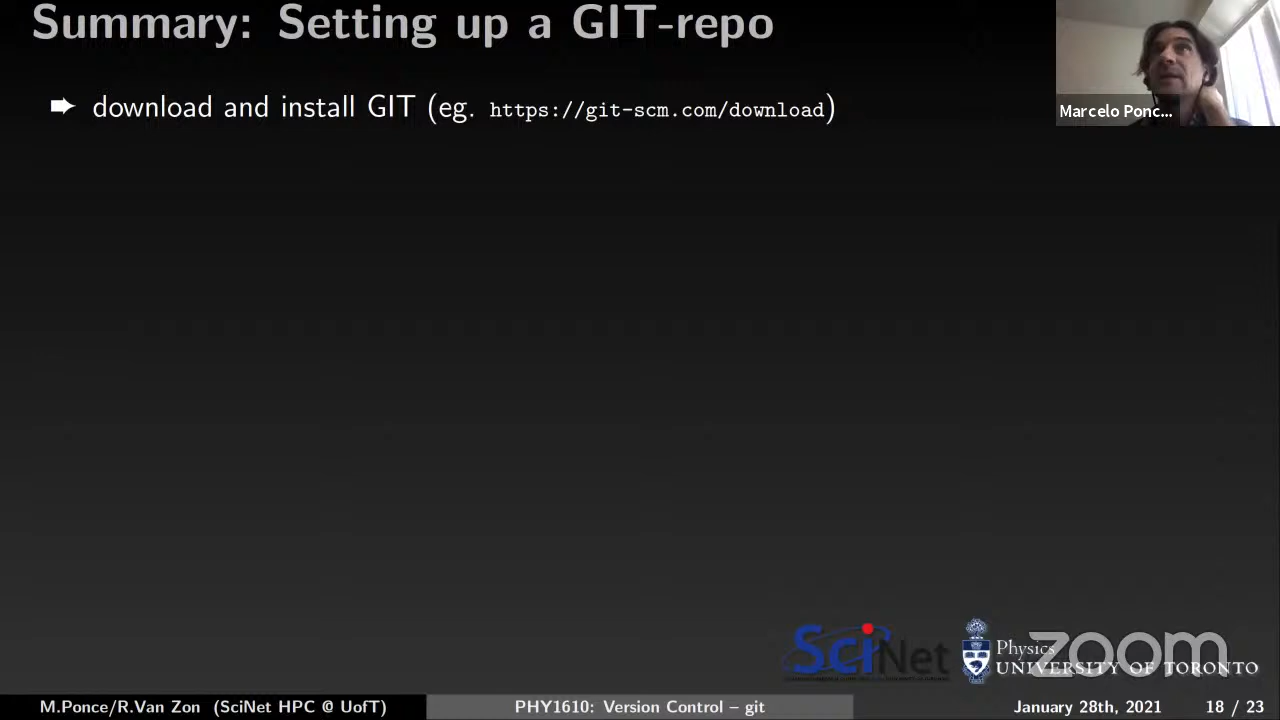 Summary: Setting up a GIT-repo
download and install GIT (eg. https://git-scm.com/download)
Marcelo Ponc...
SciNet
Physics
UNIVERSITY OF TORONTO
zoom
M.Ponce/R.Van Zon (SciNet HPC @ UofT)
PHY1610: Version Control – git
January 28th, 2021
18 / 23